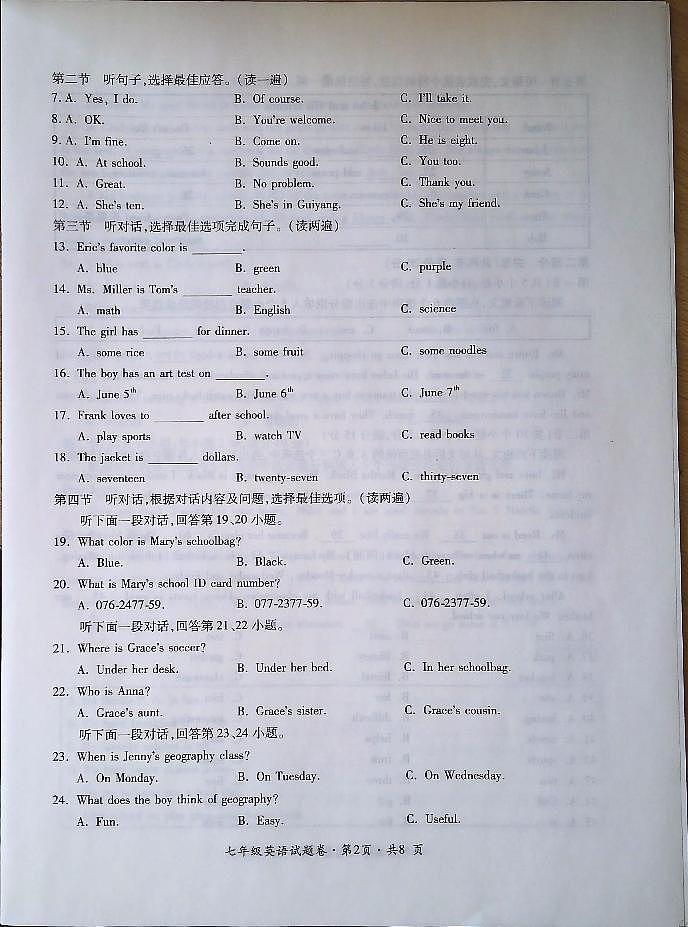 第二节 听句子,选择最佳应答。(读一遍)
7. A. Yes, I do. B. Of course. C. I'll take it.
8. A. OK. B. You're welcome. C. Nice to meet you.
9. A. I'm fine. B. Come on. C. He is eight.
10. A. At school. B. Sounds good. C. You too.
11. A. Great. B. No problem. C. Thank you.
12. A. She's ten. B. She's in Guiyang. C. She's my friend.
第三节 听对话,选择最佳选项完成句子。(读两遍)
13. Eric's favorite color is ________.
A. blue B. green C. purple
14. Ms. Miller is Tom's ________ teacher.
A. math B. English C. science
15. The girl has ________ for dinner.
A. some rice B. some fruit C. some noodles
16. The boy has an art test on ________.
A. June 5th B. June 6th C. June 7th
17. Frank loves to ________ after school.
A. play sports B. watch TV C. read books
18. The jacket is ________ dollars.
A. seventeen B. twenty-seven C. thirty-seven
第四节 听对话,根据对话内容及问题,选择最佳选项。(读两遍)
听下面一段对话,回答第19、20小题。
19. What color is Mary's schoolbag?
A. Blue. B. Black. C. Green.
20. What is Mary's school ID card number?
A. 076-2477-59. B. 077-2377-59. C. 076-2377-59.
听下面一段对话,回答第21、22小题。
21. Where is Grace's soccer?
A. Under her desk. B. Under her bed. C. In her schoolbag.
22. Who is Anna?
A. Grace's aunt. B. Grace's sister. C. Grace's cousin.
听下面一段对话,回答第23、24小题。
23. When is Jenny's geography class?
A. On Monday. B. On Tuesday. C. On Wednesday.
24. What does the boy think of geography?
A. Fun. B. Easy. C. Useful.
七年级英语试题卷·第2页·共8 页